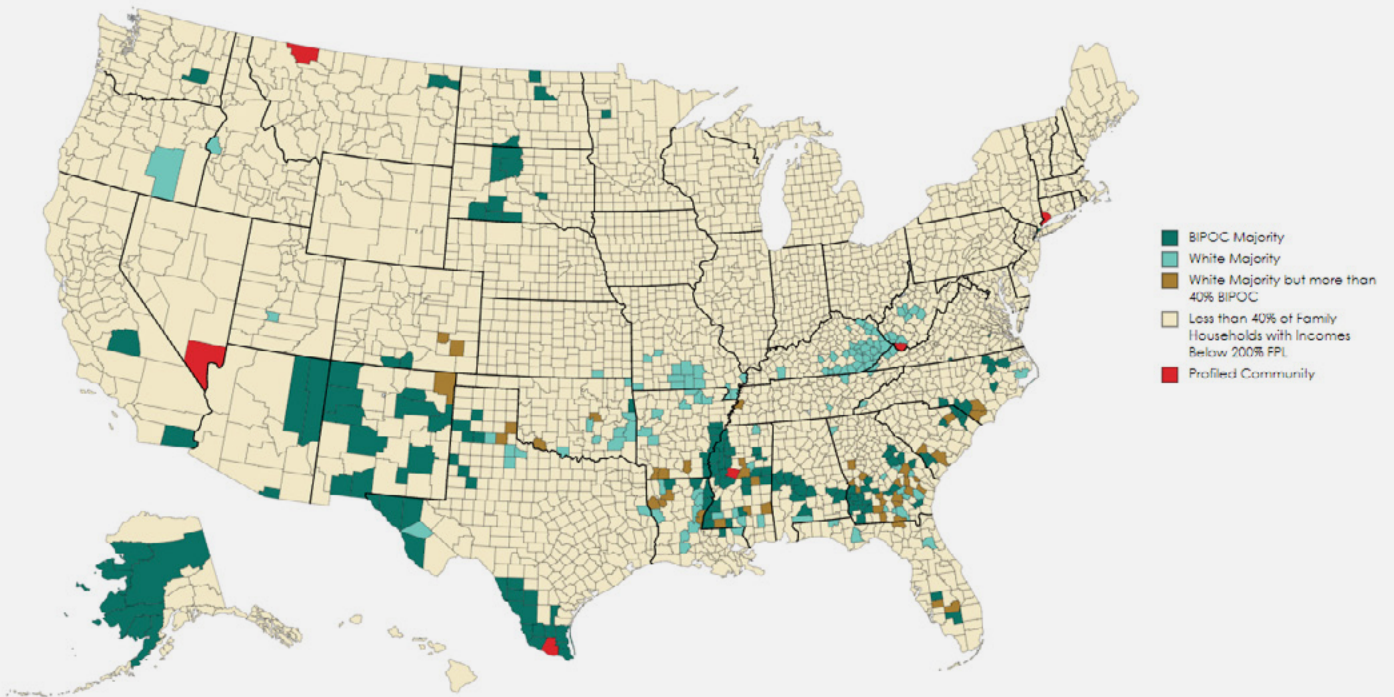 BIPOC Majority
White Majority
White Majority but more than
40% BIPOC
Less than 40% of Family
Households with Incomes
Below 200% FPL
Profiled Community